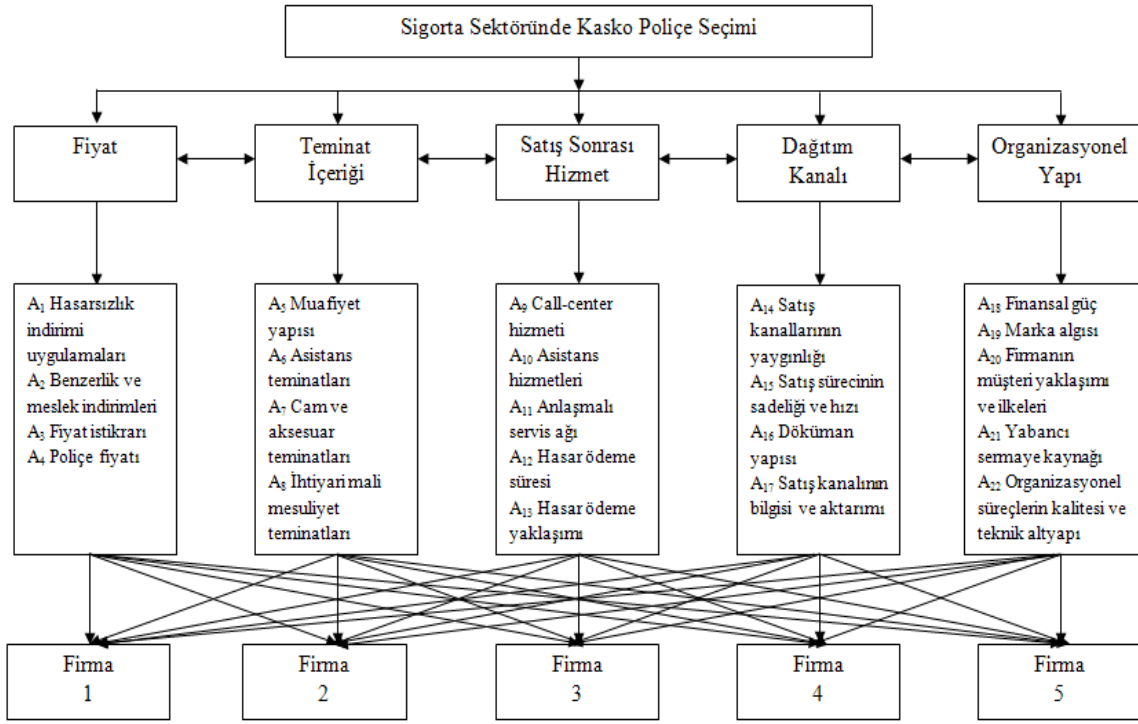 Sigorta Sektöründe Kasko Poliçe Seçimi
Fiyat
Teminat
İçeriği
Satış Sonrası
Hizmet
Dağıtım
Kanalı
Organizasyonel
Yapı
A1 Hasarsızlık
indirimi
uygulamaları
A2 Benzerlik ve
meslek indirimleri
A3 Fiyat istikrarı
A4 Poliçe fiyatı
A5 Muafiyet
yapısı
A6 Asistans
teminatları
A7 Cam ve
aksesuar
teminatları
A8 İhtiyari mali
mesuliyet
teminatları
A9 Call-center
hizmeti
A10 Asistans
hizmetleri
A11 Anlaşmalı
servis ağı
A12 Hasar ödeme
süresi
A13 Hasar ödeme
yaklaşımı
A14 Satış
kanallarının
yaygınlığı
A15 Satış sürecinin
sadeliği ve hızı
A16 Döküman
yapısı
A17 Satış kanalının
bilgisi ve aktarımı
A18 Finansal güç
A19 Marka algısı
A20 Firmanın
müşteri yaklaşımı
ve ilkeleri
A21 Yabancı
sermaye kaynağı
A22 Organizasyonel
süreçlerin kalitesi ve
teknik altyapı
Firma
1
Firma
2
Firma
3
Firma
4
Firma
5